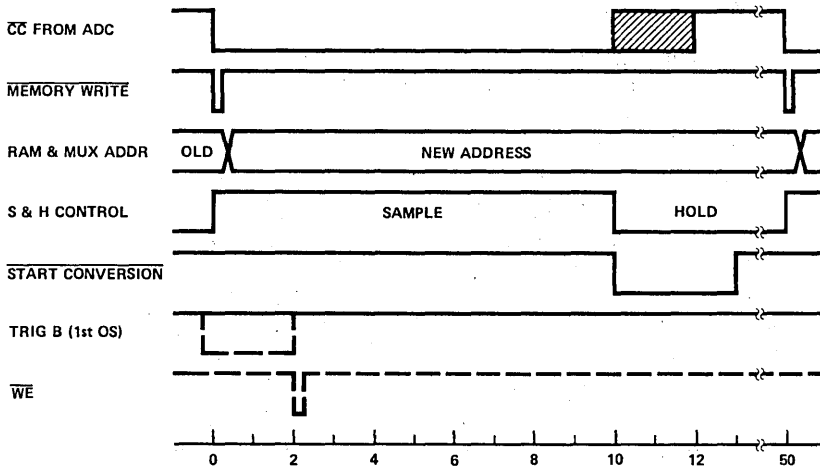 CC FROM ADC
MEMORY WRITE
RAM & MUX ADDR OLD NEW ADDRESS
S & H CONTROL SAMPLE HOLD
START CONVERSION
TRIG B (1st OS)
WE
0 2 4 6 8 10 12 50